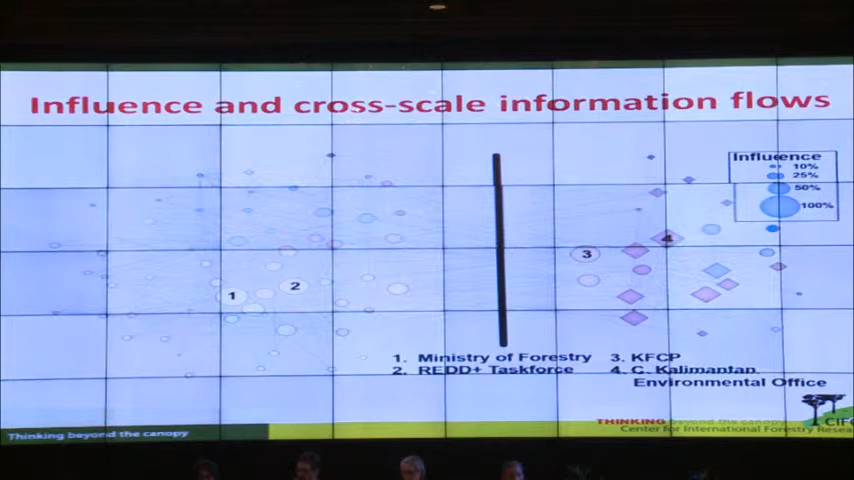 Influence and cross-scale information flows
Influence
10%
25%
50%
100%
4
3
2
1
1. Ministry of Forestry
2. REDD+ Taskforce
3. KFCP
4. C. Kalimantan
Environmental Office
CIFO
THINKING beyond the canopy
Center for International Forestry Resea
Thinking beyond the canopy